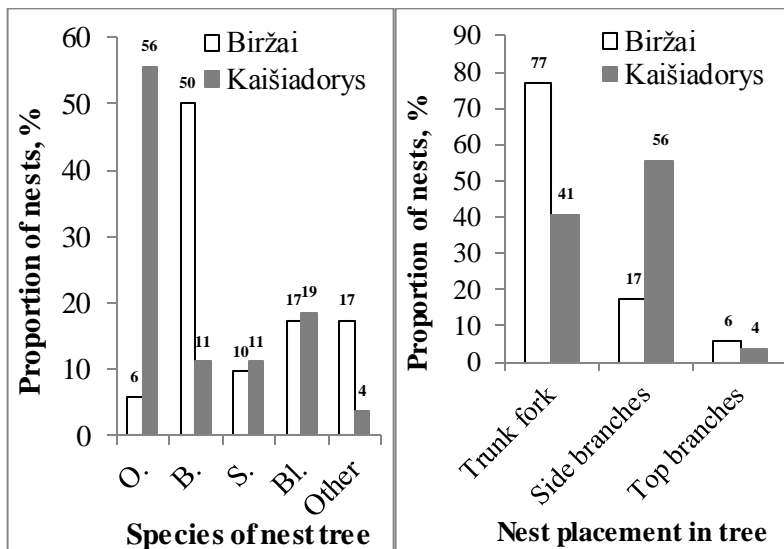 Proportion of nests, %
60
50
40
30
20
10
0
Biržai
Kaišiadorys
6
56
50
11
10
11
17
19
17
4
O.
B.
S.
Bl.
Other
Species of nest tree
Proportion of nests, %
90
80
70
60
50
40
30
20
10
0
Biržai
Kaišiadorys
77
41
17
56
6
4
Trunk fork
Side branches
Top branches
Nest placement in tree